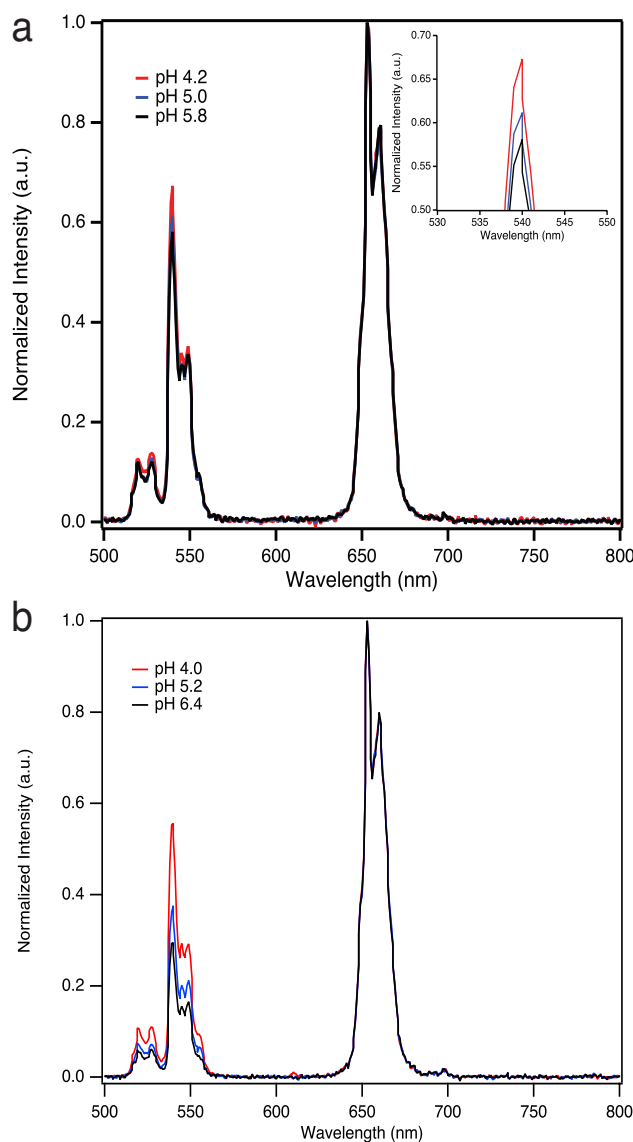 a
Normalized Intensity (a.u.)
1.0
0.8
0.6
0.4
0.2
0.0
pH 4.2
pH 5.0
pH 5.8
Normalized Intensity (a.u.)
0.70
0.65
0.60
0.55
0.50
530 535 540 545 550
Wavelength (nm)
500 550 600 650 700 750 800
Wavelength (nm)
b
Normalized Intensity (a.u.)
1.0
0.8
0.6
0.4
0.2
0.0
pH 4.0
pH 5.2
pH 6.4
500 550 600 650 700 750 800
Wavelength (nm)